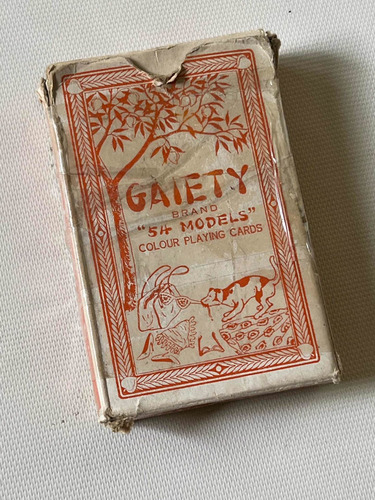 GAIETY
BRAND
"54 MODELS"
COLOUR PLAYING CARDS